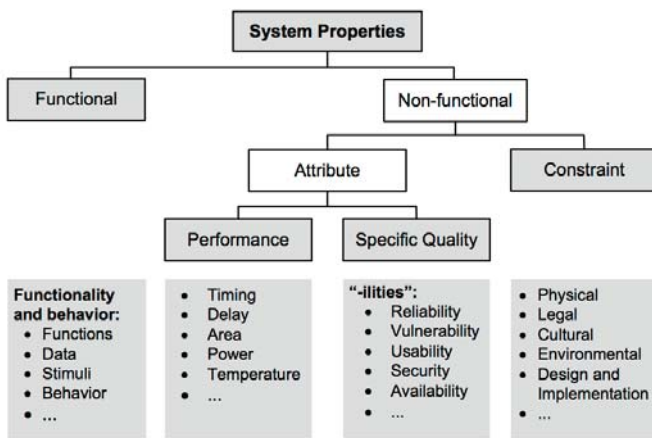 System Properties
Functional
Non-functional
Attribute
Constraint
Performance
Specific Quality
Functionality
and behavior:
• Functions
• Data
• Stimuli
• Behavior
• ...
• Timing
• Delay
• Area
• Power
• Temperature
• ...
“-ilities”:
• Reliability
• Vulnerability
• Usability
• Security
• Availability
• ...
• Physical
• Legal
• Cultural
• Environmental
• Design and
Implementation
• ...